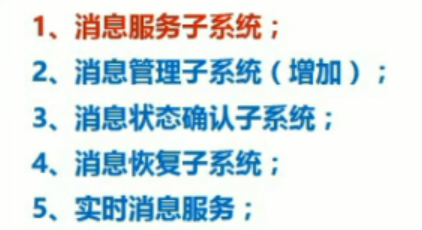 1、消息服务子系统；
2、消息管理子系统（增加）；
3、消息状态确认子系统；
4、消息恢复子系统；
5、实时消息服务；